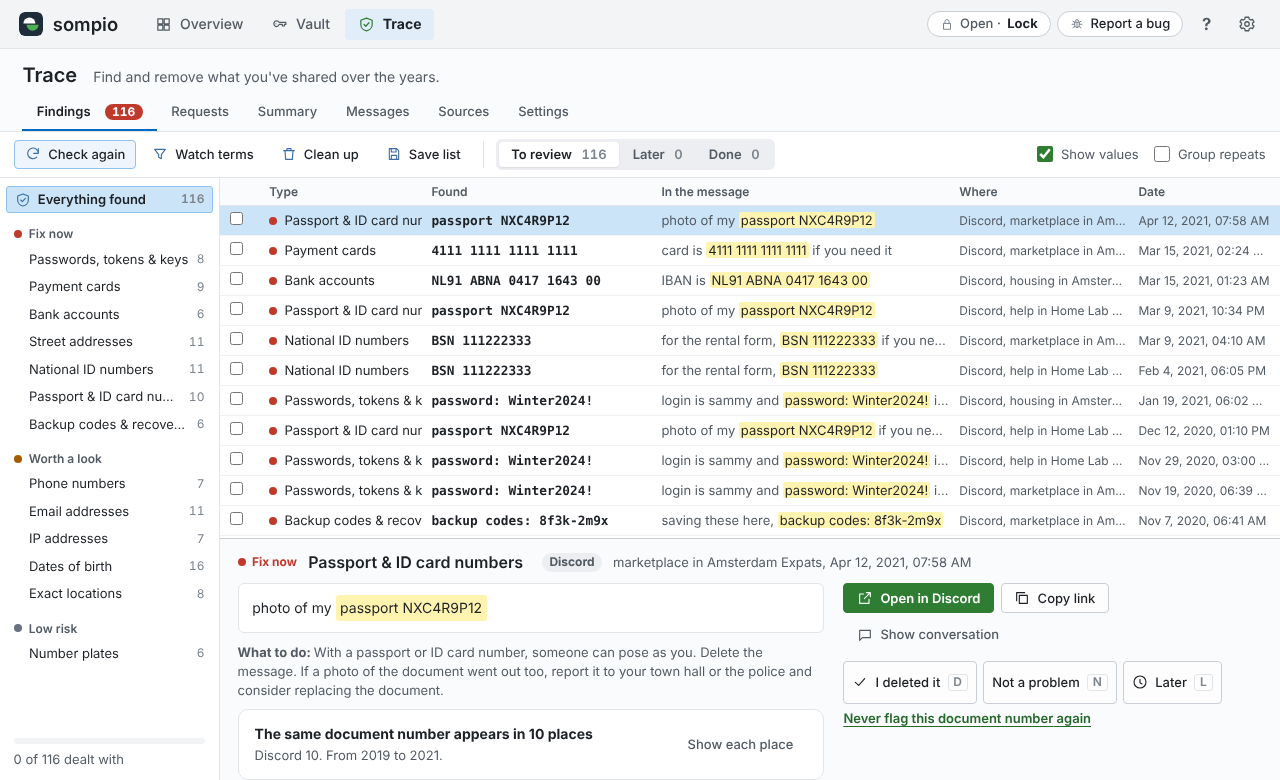 sompio Overview Vault Trace Open · Lock Report a bug ?
Trace Find and remove what you've shared over the years.
Findings 116 Requests Summary Messages Sources Settings
Check again Watch terms Clean up Save list To review 116 Later 0 Done 0 Show values Group repeats
Everything found 116
Fix now
Passwords, tokens & keys 8
Payment cards 9
Bank accounts 6
Street addresses 11
National ID numbers 11
Passport & ID card nu... 10
Backup codes & recove... 6
Worth a look
Phone numbers 7
Email addresses 11
IP addresses 7
Dates of birth 16
Exact locations 8
Low risk
Number plates 6
0 of 116 dealt with
Type Found In the message Where Date
Passport & ID card nur passport NXC4R9P12 photo of my passport NXC4R9P12 Discord, marketplace in Am... Apr 12, 2021, 07:58 AM
Payment cards 4111 1111 1111 1111 card is 4111 1111 1111 1111 if you need it Discord, marketplace in Am... Mar 15, 2021, 02:24 ...
Bank accounts NL91 ABNA 0417 1643 00 IBAN is NL91 ABNA 0417 1643 00 Discord, housing in Amster... Mar 15, 2021, 01:23 AM
Passport & ID card nur passport NXC4R9P12 photo of my passport NXC4R9P12 Discord, help in Home Lab ... Mar 9, 2021, 10:34 PM
National ID numbers BSN 111222333 for the rental form, BSN 111222333 if you ne... Discord, marketplace in Am... Mar 9, 2021, 04:10 AM
National ID numbers BSN 111222333 for the rental form, BSN 111222333 Discord, help in Home Lab ... Feb 4, 2021, 06:05 PM
Passwords, tokens & k password: Winter2024! login is sammy and password: Winter2024! i... Discord, housing in Amster... Jan 19, 2021, 06:02 ...
Passport & ID card nur passport NXC4R9P12 photo of my passport NXC4R9P12 if you ne... Discord, help in Home Lab ... Dec 12, 2020, 01:10 PM
Passwords, tokens & k password: Winter2024! login is sammy and password: Winter2024! i... Discord, help in Home Lab ... Nov 29, 2020, 03:00 ...
Passwords, tokens & k password: Winter2024! login is sammy and password: Winter2024! i... Discord, marketplace in Am... Nov 19, 2020, 06:39 ...
Backup codes & recov backup codes: 8f3k-2m9x saving these here, backup codes: 8f3k-2m9x Discord, marketplace in Am... Nov 7, 2020, 06:41 AM
Fix now Passport & ID card numbers Discord marketplace in Amsterdam Expats, Apr 12, 2021, 07:58 AM
photo of my passport NXC4R9P12
What to do: With a passport or ID card number, someone can pose as you. Delete the
message. If a photo of the document went out too, report it to your town hall or the police and
consider replacing the document.
The same document number appears in 10 places
Discord 10. From 2019 to 2021.
Show each place
Open in Discord Copy link
Show conversation
I deleted it D Not a problem N Later L
Never flag this document number again